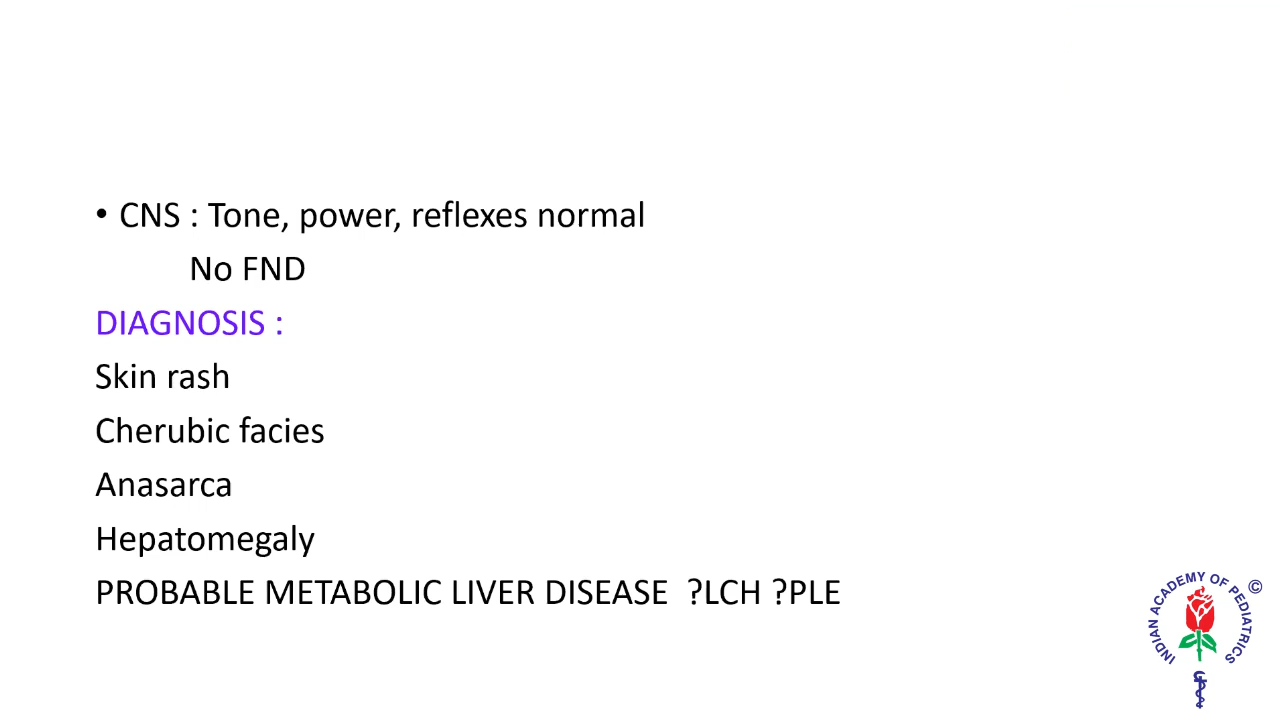 • CNS : Tone, power, reflexes normal
No FND
DIAGNOSIS :
Skin rash
Cherubic facies
Anasarca
Hepatomegaly
PROBABLE METABOLIC LIVER DISEASE ?LCH ?PLE
INDIAN ACADEMY OF PEDIATRICS ©